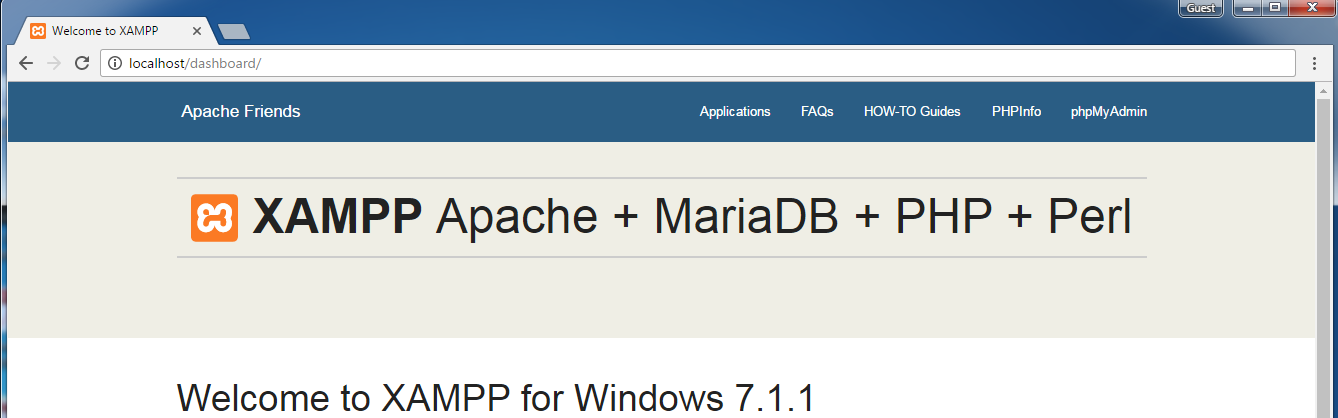 Guest
Welcome to XAMPP
localhost/dashboard/
Apache Friends Applications FAQs HOW-TO Guides PHPInfo phpMyAdmin
XAMPP Apache + MariaDB + PHP + Perl
Welcome to XAMPP for Windows 7.1.1